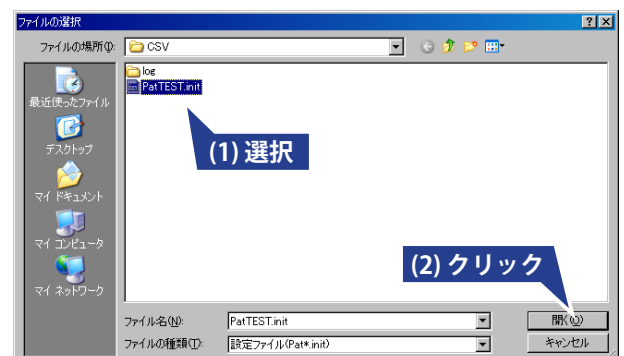 ファイルの選択
ファイルの場所(I):
CSV
log
PatTEST.init
(1) 選択
最近使ったファイル
デスクトップ
マイ ドキュメント
マイ コンピュータ
マイ ネットワーク
(2) クリック
ファイル名(N):
PatTEST.init
開(O)
ファイルの種類(T):
設定ファイル(Pat*.init)
キャンセル